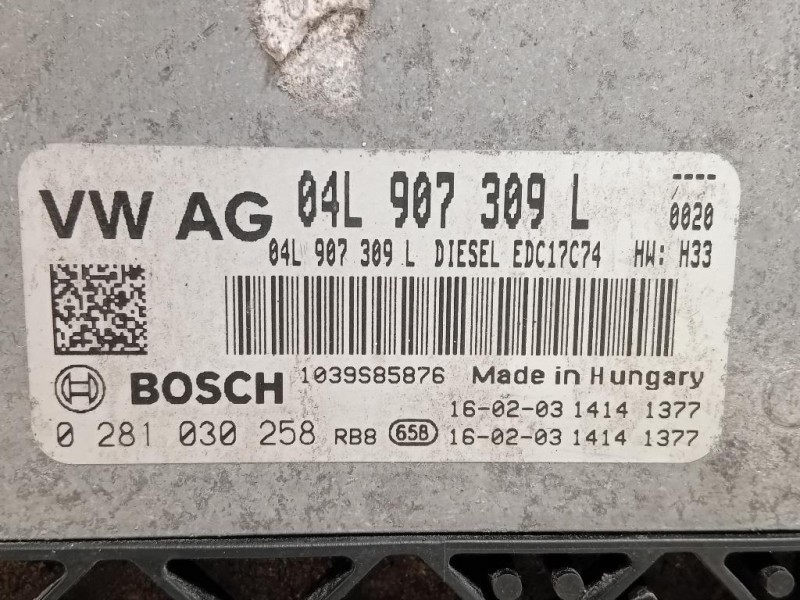 VW AG 04L 907 309 L ----
0020
04L 907 309 L DIESEL EDC17C74 HW: H33
BOSCH 1039S85876 Made in Hungary
16-02-03 1414 1377
0 281 030 258 RB8 65B 16-02-03 1414 1377